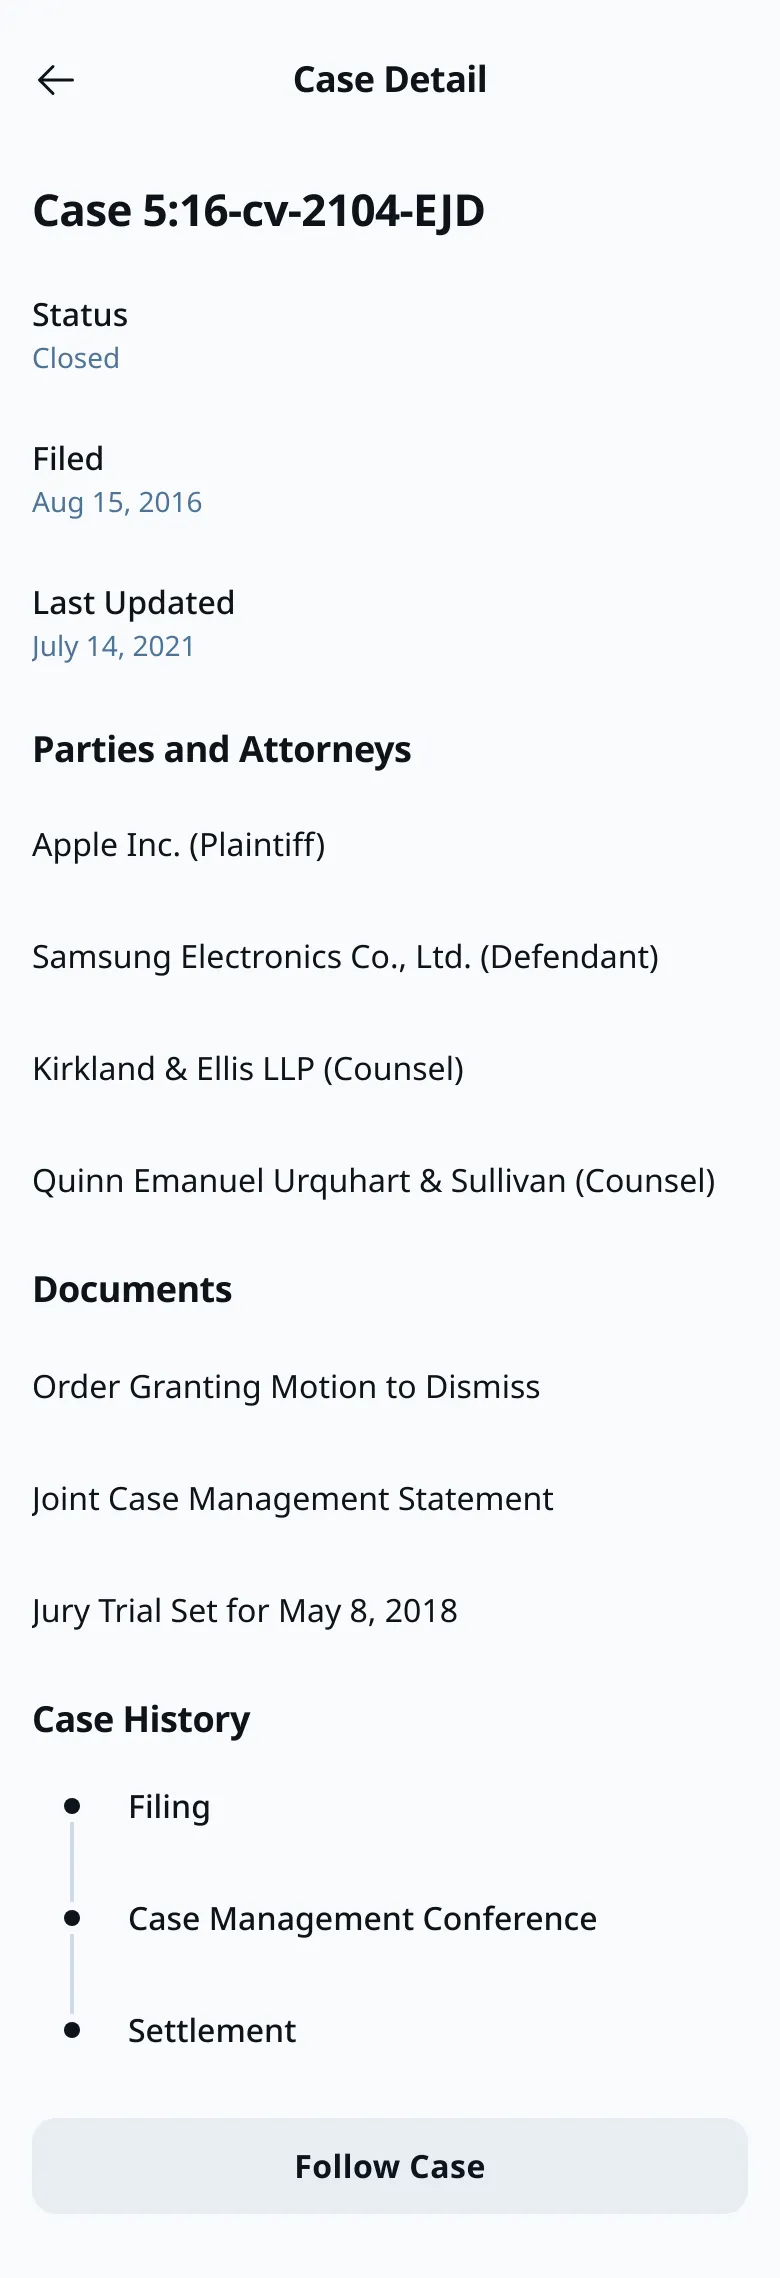 Case Detail
Case 5:16-cv-2104-EJD
Status
Closed
Filed
Aug 15, 2016
Last Updated
July 14, 2021
Parties and Attorneys
Apple Inc. (Plaintiff)
Samsung Electronics Co., Ltd. (Defendant)
Kirkland & Ellis LLP (Counsel)
Quinn Emanuel Urquhart & Sullivan (Counsel)
Documents
Order Granting Motion to Dismiss
Joint Case Management Statement
Jury Trial Set for May 8, 2018
Case History
Filing
Case Management Conference
Settlement
Follow Case